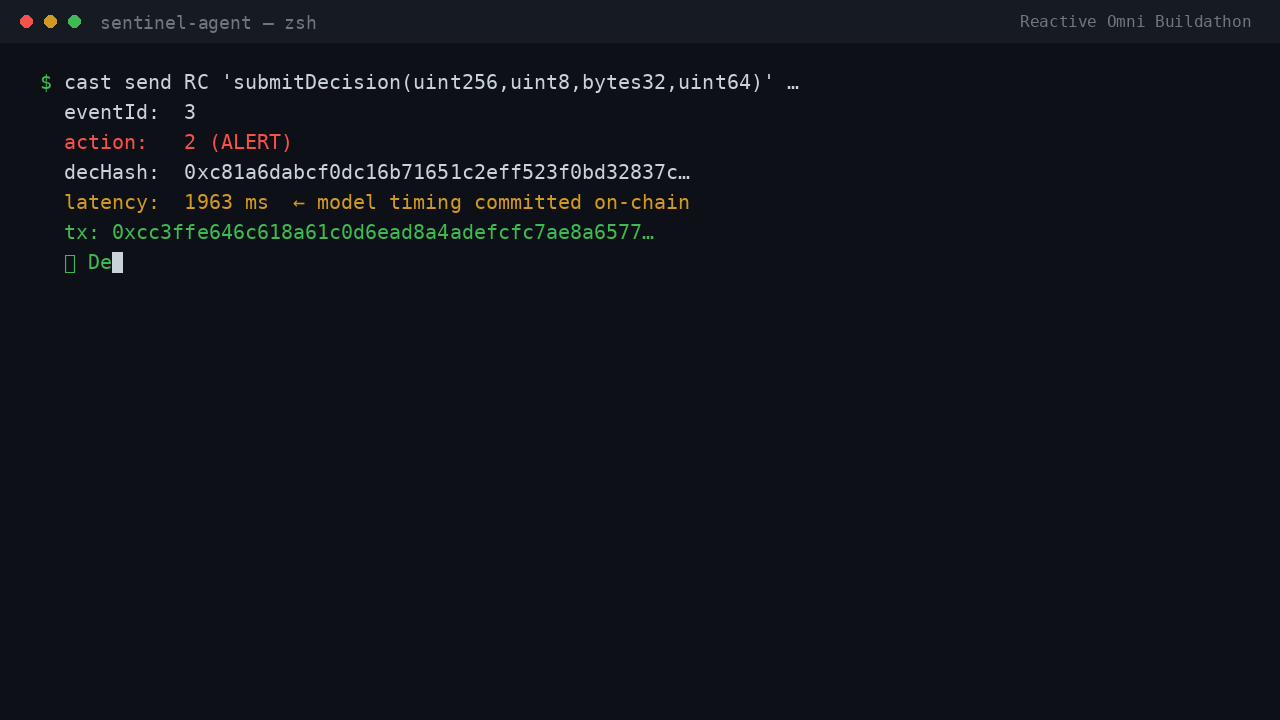 sentinel-agent — zsh
Reactive Omni Buildathon
$ cast send RC 'submitDecision(uint256,uint8,bytes32,uint64)' …
eventId: 3
action: 2 (ALERT)
decHash: 0xc81a6dabcf0dc16b71651c2eff523f0bd32837c…
latency: 1963 ms ← model timing committed on-chain
tx: 0xcc3ffe646c618a61c0d6ead8a4adefcfc7ae8a6577…
De